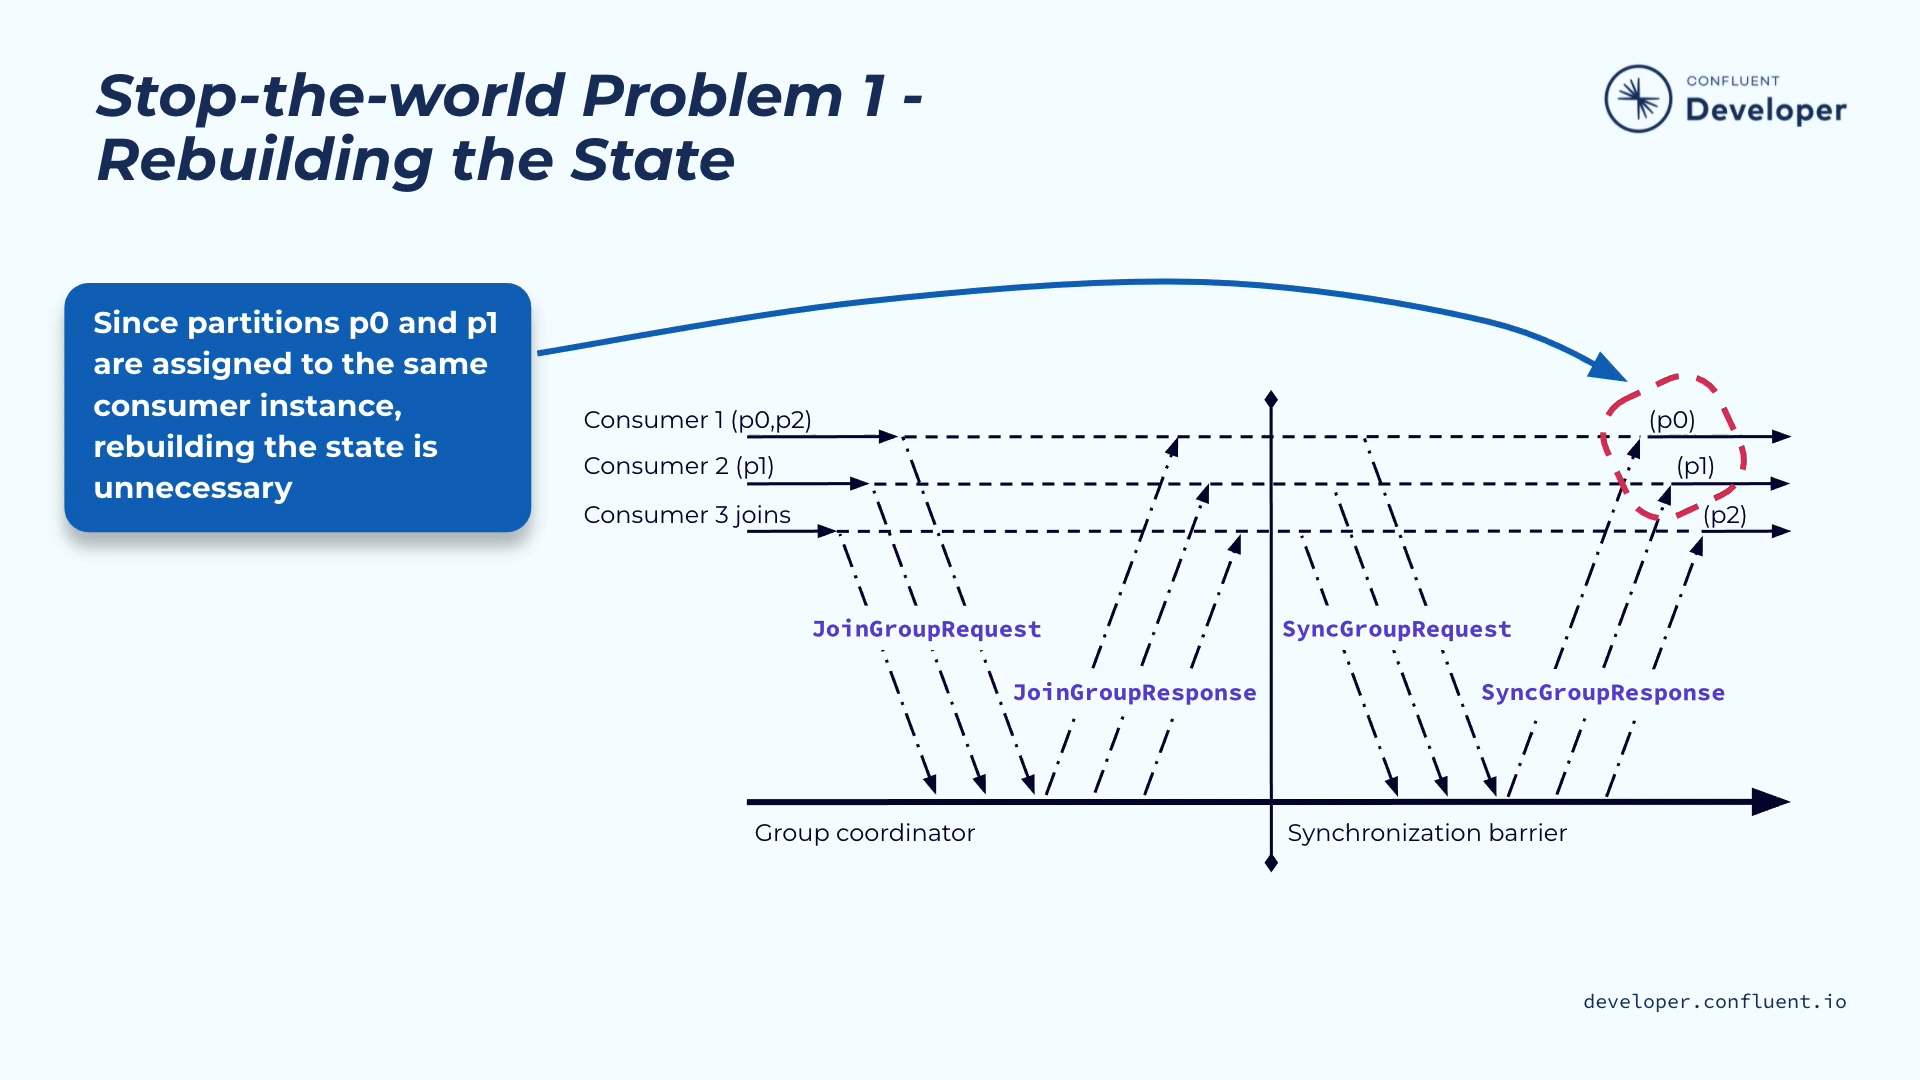 Stop-the-world Problem 1 -
Rebuilding the State
CONFLUENT
Developer
Since partitions p0 and p1
are assigned to the same
consumer instance,
rebuilding the state is
unnecessary
Consumer 1 (p0,p2)
(p0)
Consumer 2 (p1)
(p1)
Consumer 3 joins
(p2)
JoinGroupRequest
SyncGroupRequest
JoinGroupResponse
SyncGroupResponse
Group coordinator
Synchronization barrier
developer.confluent.io